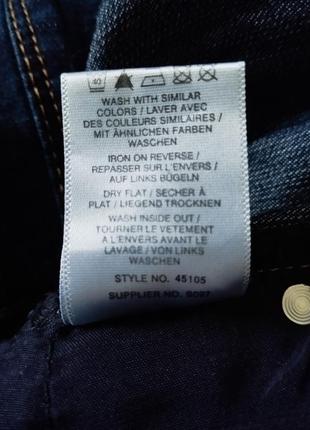 40
WASH WITH SIMILAR
COLORS / LAVER AVEC
DES COULEURS SIMILAIRES /
MIT ÄHNLICHEN FARBEN
WASCHEN
IRON ON REVERSE /
REPASSER SUR L'ENVERS /
AUF LINKS BÜGELN
DRY FLAT / SECHER À
PLAT / LIEGEND TROCKNEN
WASH INSIDE OUT /
TOURNER LE VETEMENT
A L'ENVERS AVANT LE
LAVAGE / VON LINKS
WASCHEN
STYLE NO. 45105
SUPPLIER NO. S097